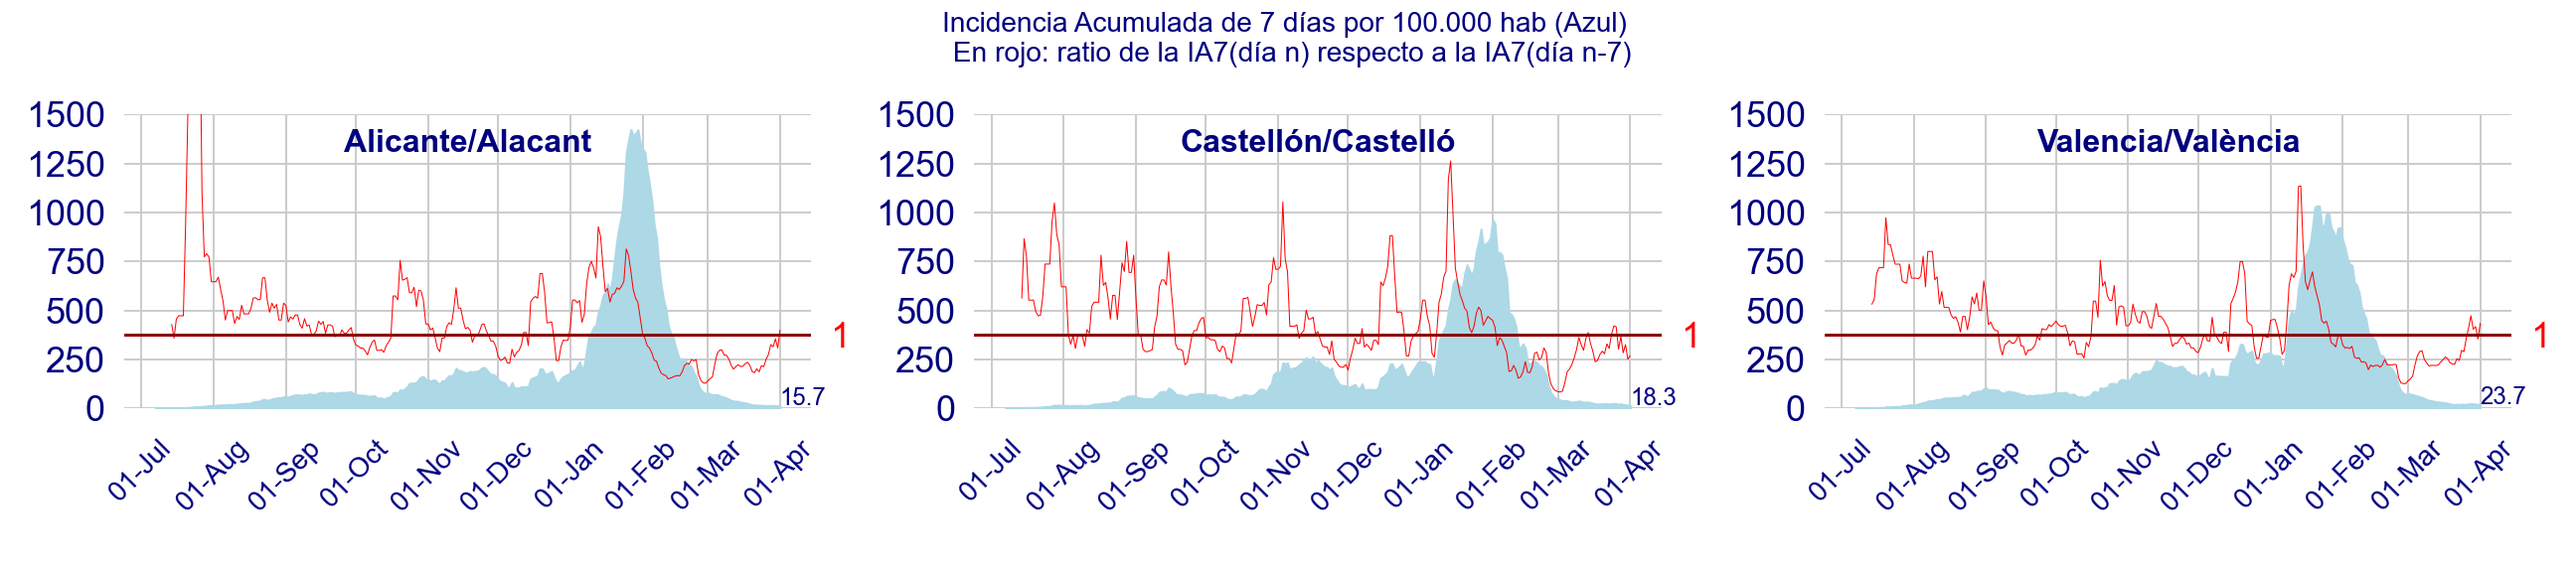 Incidencia Acumulada de 7 días por 100.000 hab (Azul)
En rojo: ratio de la IA7(día n) respecto a la IA7(día n-7)
Alicante/Alacant
1500
1250
1000
750
500
250
0
1
15.7
01-Jul
01-Aug
01-Sep
01-Oct
01-Nov
01-Dec
01-Jan
01-Feb
01-Mar
01-Apr
Castellón/Castelló
1500
1250
1000
750
500
250
0
1
18.3
01-Jul
01-Aug
01-Sep
01-Oct
01-Nov
01-Dec
01-Jan
01-Feb
01-Mar
01-Apr
Valencia/València
1500
1250
1000
750
500
250
0
1
23.7
01-Jul
01-Aug
01-Sep
01-Oct
01-Nov
01-Dec
01-Jan
01-Feb
01-Mar
01-Apr